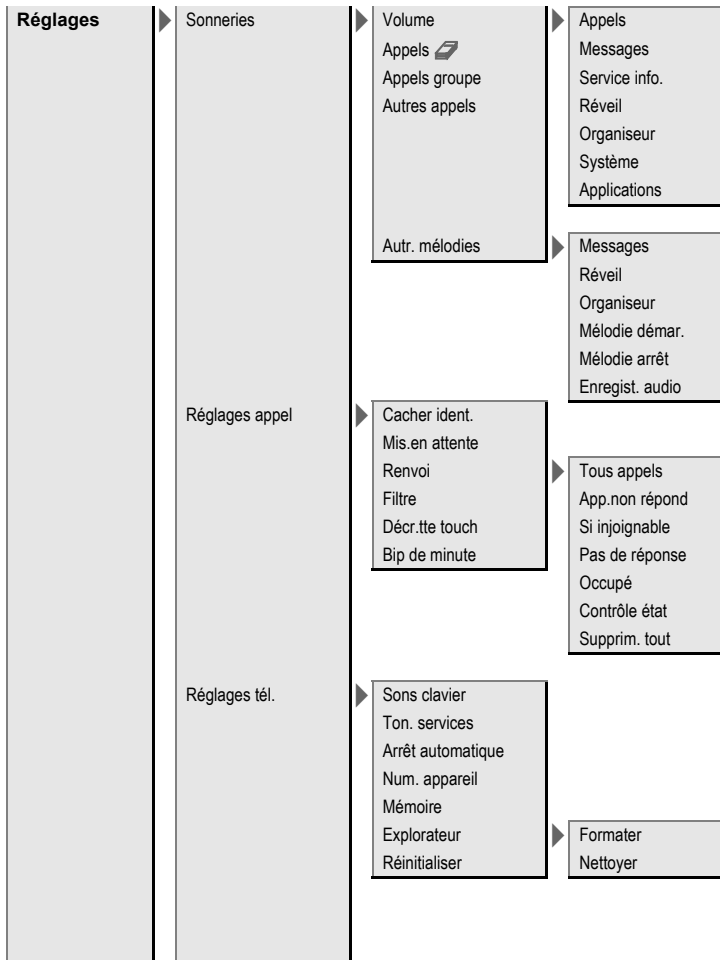 Réglages Sonneries Volume Appels
Appels Messages
Appels groupe Service info.
Autres appels Réveil
Organiseur
Système
Applications
Autr. mélodies Messages
Réveil
Organiseur
Mélodie démar.
Mélodie arrêt
Enregist. audio
Réglages appel Cacher ident.
Mis.en attente
Renvoi Tous appels
Filtre App.non répond
Décr.tte touch Si injoignable
Bip de minute Pas de réponse
Occupé
Contrôle état
Supprim. tout
Réglages tél. Sons clavier
Ton. services
Arrêt automatique
Num. appareil
Mémoire
Explorateur Formater
Réinitialiser Nettoyer